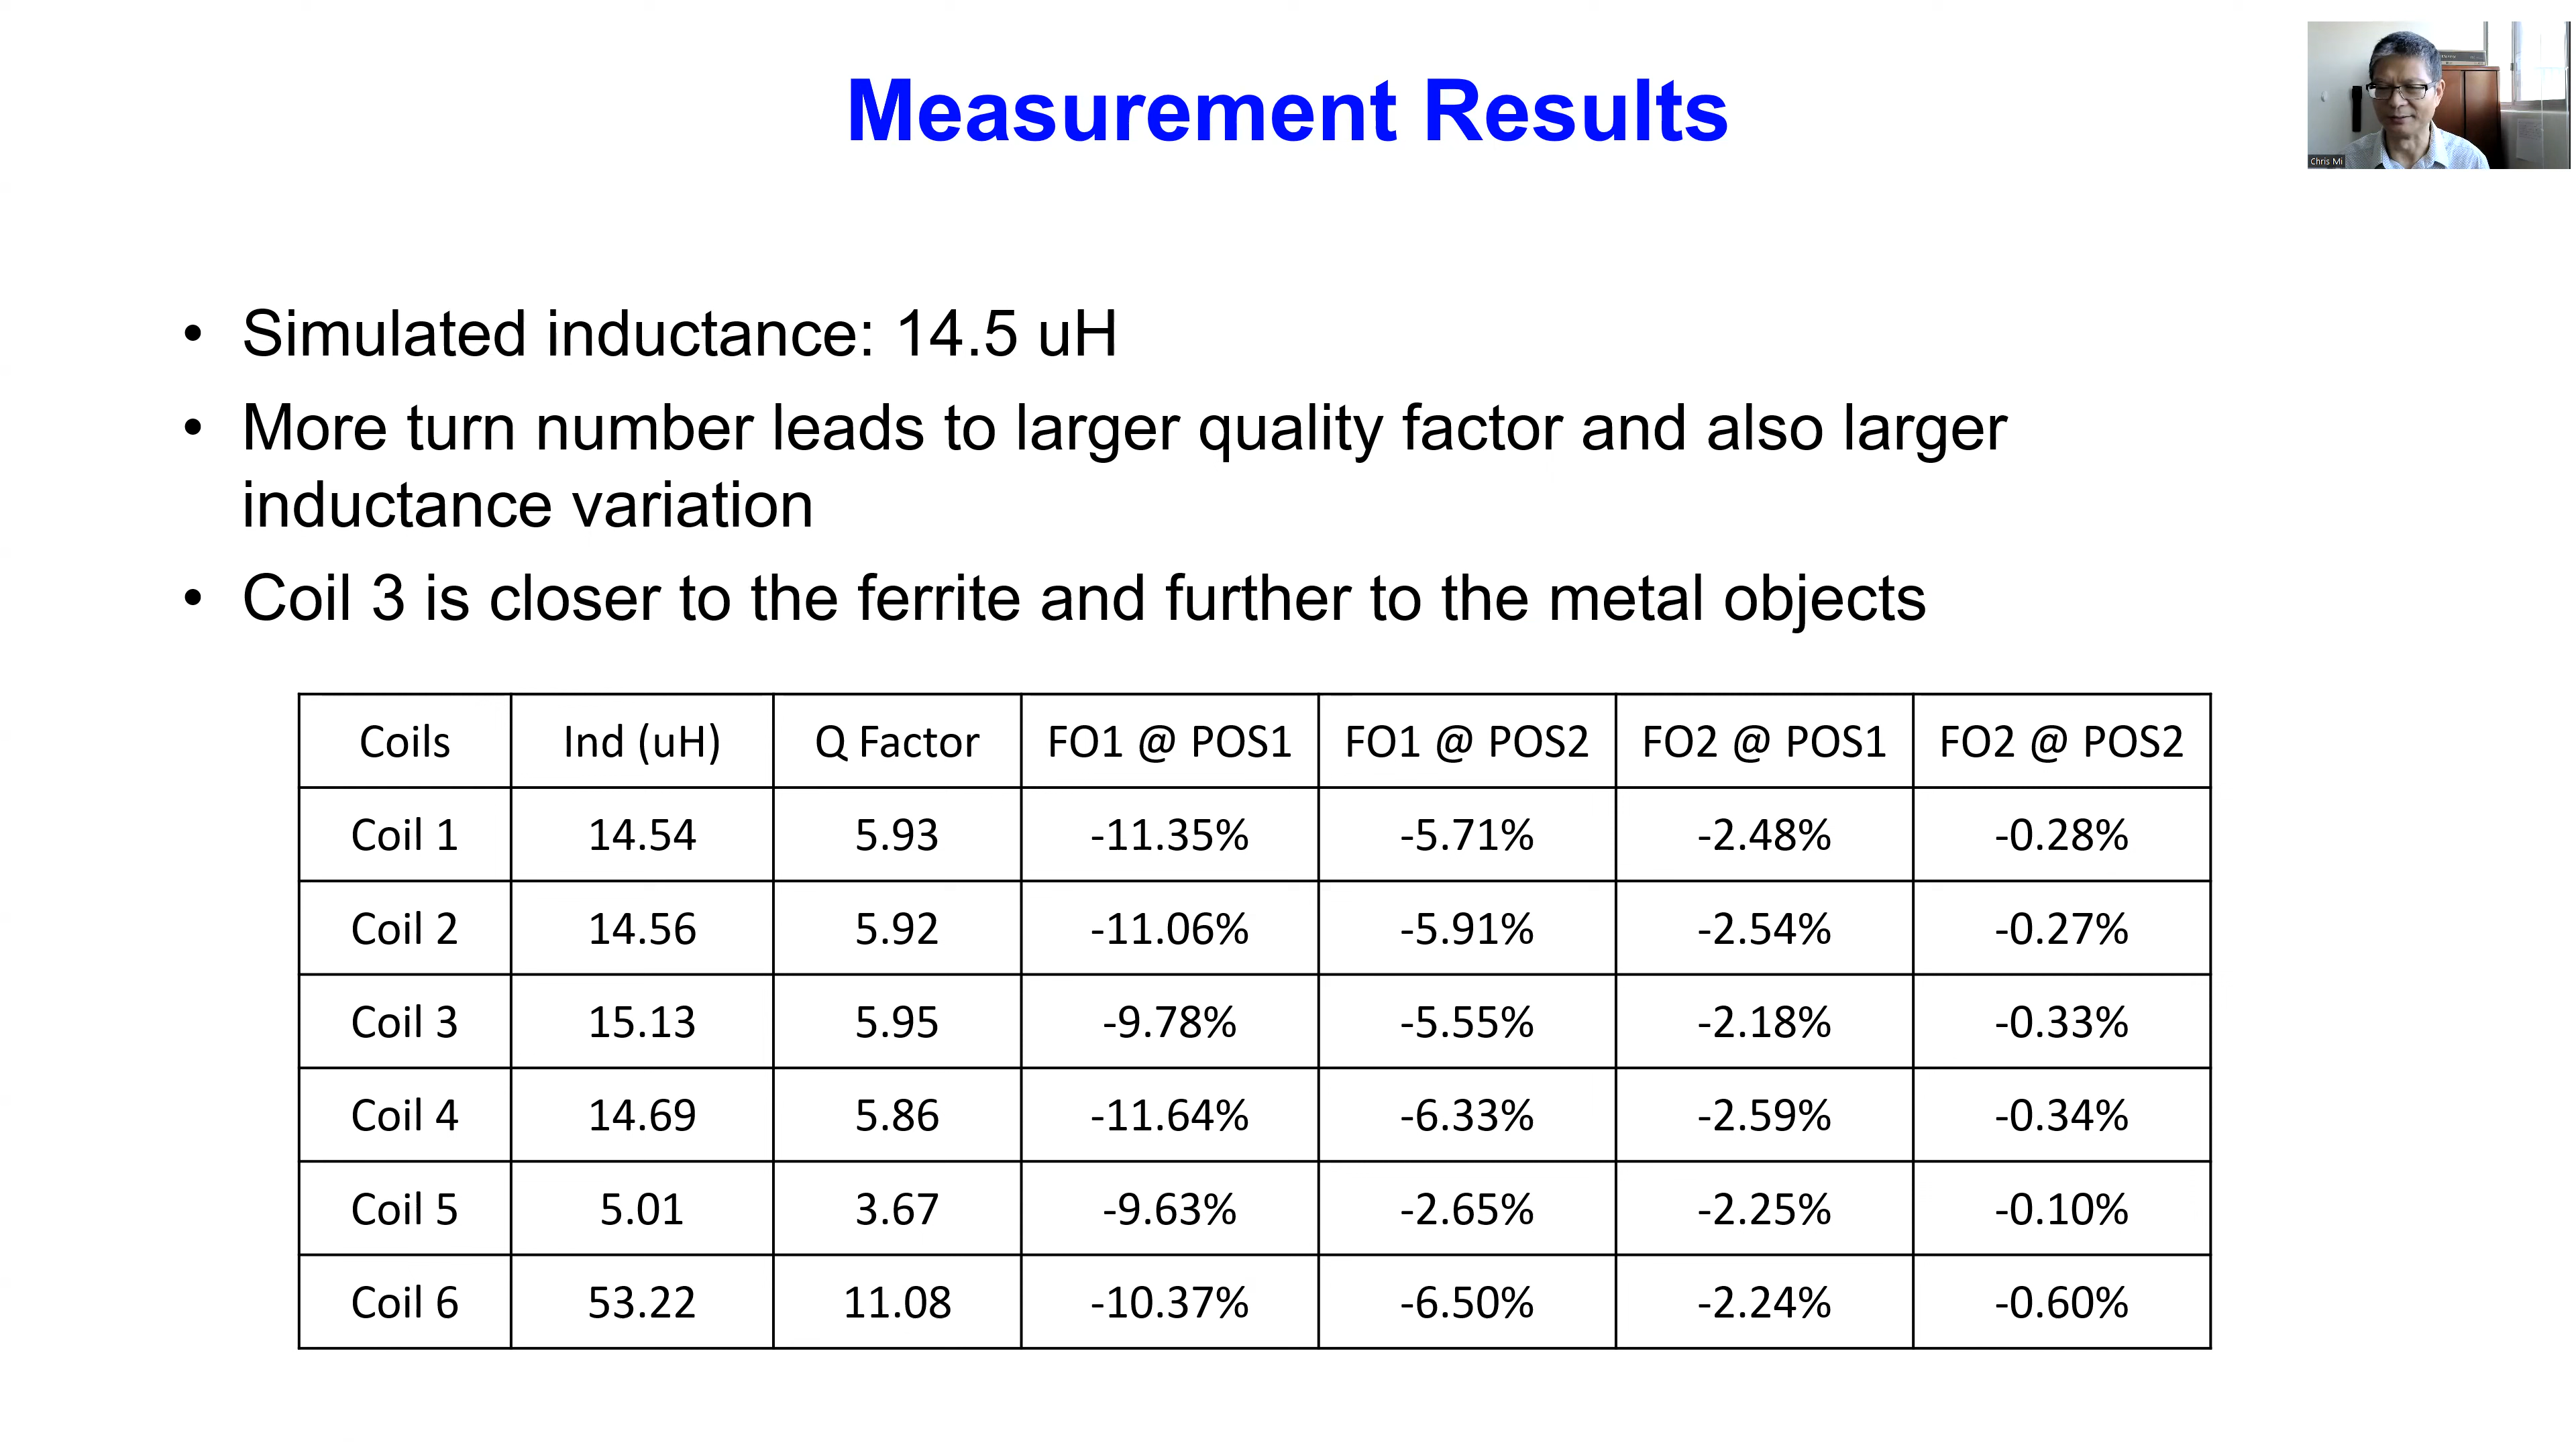 Measurement Results
Chris Mi
• Simulated inductance: 14.5 uH
• More turn number leads to larger quality factor and also larger
inductance variation
• Coil 3 is closer to the ferrite and further to the metal objects
Coils Ind (uH) Q Factor FO1 @ POS1 FO1 @ POS2 FO2 @ POS1 FO2 @ POS2
Coil 1 14.54 5.93 -11.35% -5.71% -2.48% -0.28%
Coil 2 14.56 5.92 -11.06% -5.91% -2.54% -0.27%
Coil 3 15.13 5.95 -9.78% -5.55% -2.18% -0.33%
Coil 4 14.69 5.86 -11.64% -6.33% -2.59% -0.34%
Coil 5 5.01 3.67 -9.63% -2.65% -2.25% -0.10%
Coil 6 53.22 11.08 -10.37% -6.50% -2.24% -0.60%